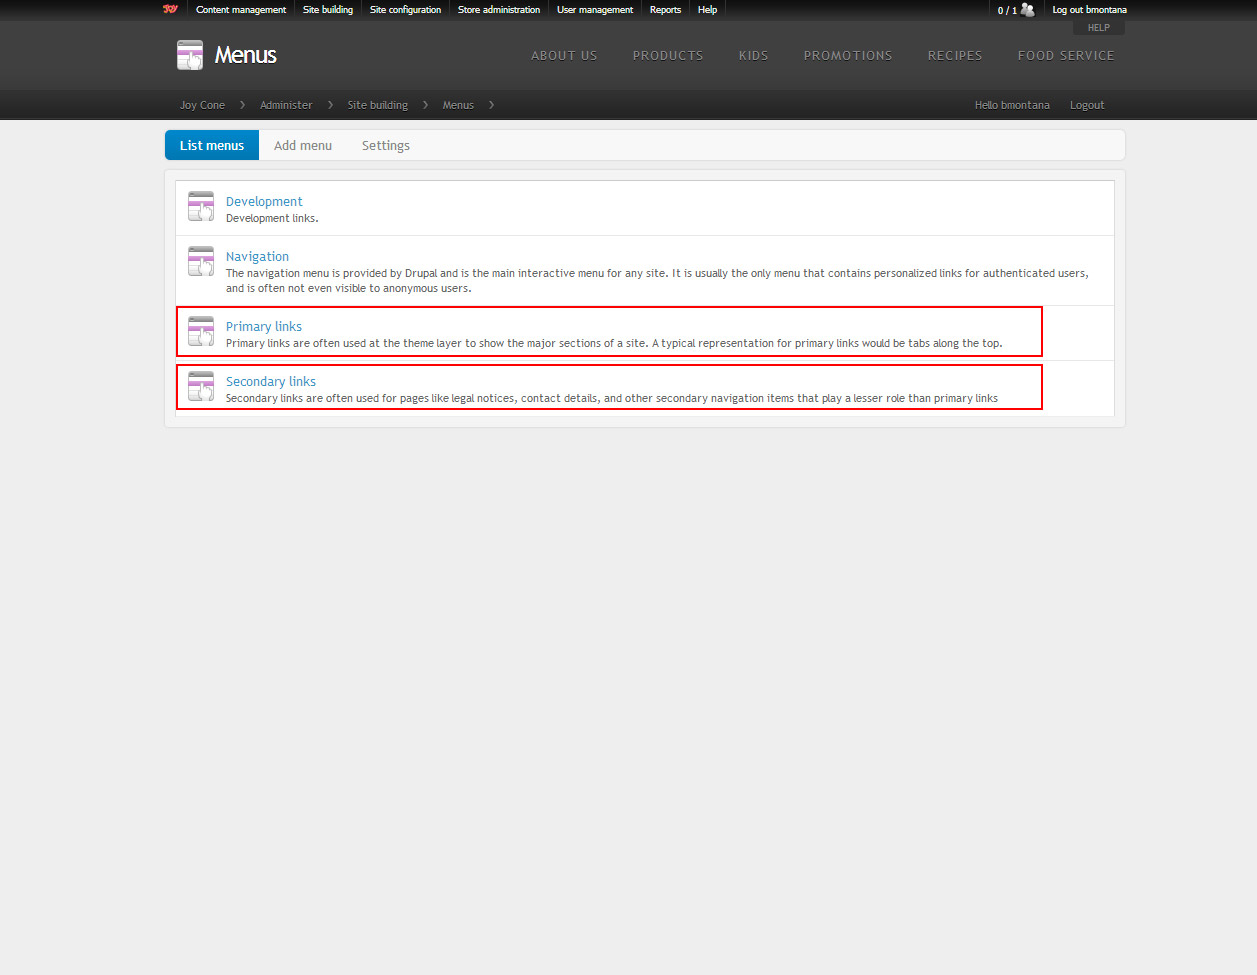 JOY Content management Site building Site configuration Store administration User management Reports Help 0 / 1 Log out bmontana
HELP
Menus ABOUT US PRODUCTS KIDS PROMOTIONS RECIPES FOOD SERVICE
Joy Cone › Administer › Site building › Menus › Hello bmontana Logout
List menus Add menu Settings
Development
Development links.
Navigation
The navigation menu is provided by Drupal and is the main interactive menu for any site. It is usually the only menu that contains personalized links for authenticated users,
and is often not even visible to anonymous users.
Primary links
Primary links are often used at the theme layer to show the major sections of a site. A typical representation for primary links would be tabs along the top.
Secondary links
Secondary links are often used for pages like legal notices, contact details, and other secondary navigation items that play a lesser role than primary links